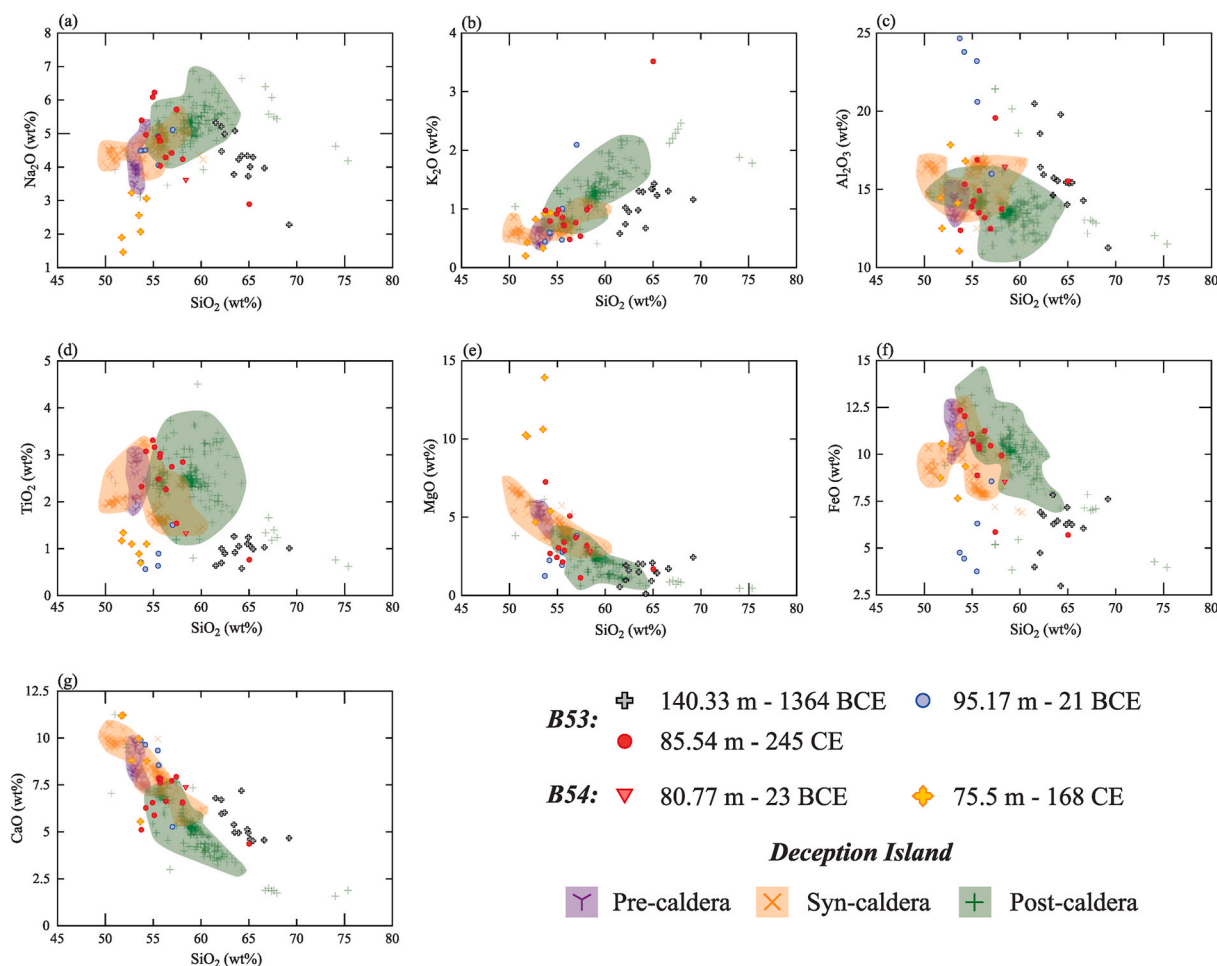 (a)
Na2O (wt%)
7
6
5
4
3
2
1
45 50 55 60 65 70 75 80
SiO2 (wt%)
(b)
K2O (wt%)
4
3
2
1
0
45 50 55 60 65 70 75 80
SiO2 (wt%)
(c)
Al2O3 (wt%)
25
20
15
10
45 50 55 60 65 70 75 80
SiO2 (wt%)
(d)
TiO2 (wt%)
5
4
3
2
1
0
45 50 55 60 65 70 75 80
SiO2 (wt%)
(e)
MgO (wt%)
15
10
5
0
45 50 55 60 65 70 75 80
SiO2 (wt%)
(f)
FeO (wt%)
15
12.5
10
7.5
5
2.5
45 50 55 60 65 70 75 80
SiO2 (wt%)
(g)
CaO (wt%)
12.5
10
7.5
5
2.5
0
45 50 55 60 65 70 75 80
SiO2 (wt%)
B53:
140.33 m - 1364 BCE 95.17 m - 21 BCE
85.54 m - 245 CE
B54: 80.77 m - 23 BCE 75.5 m - 168 CE
Deception Island
Pre-caldera Syn-caldera Post-caldera